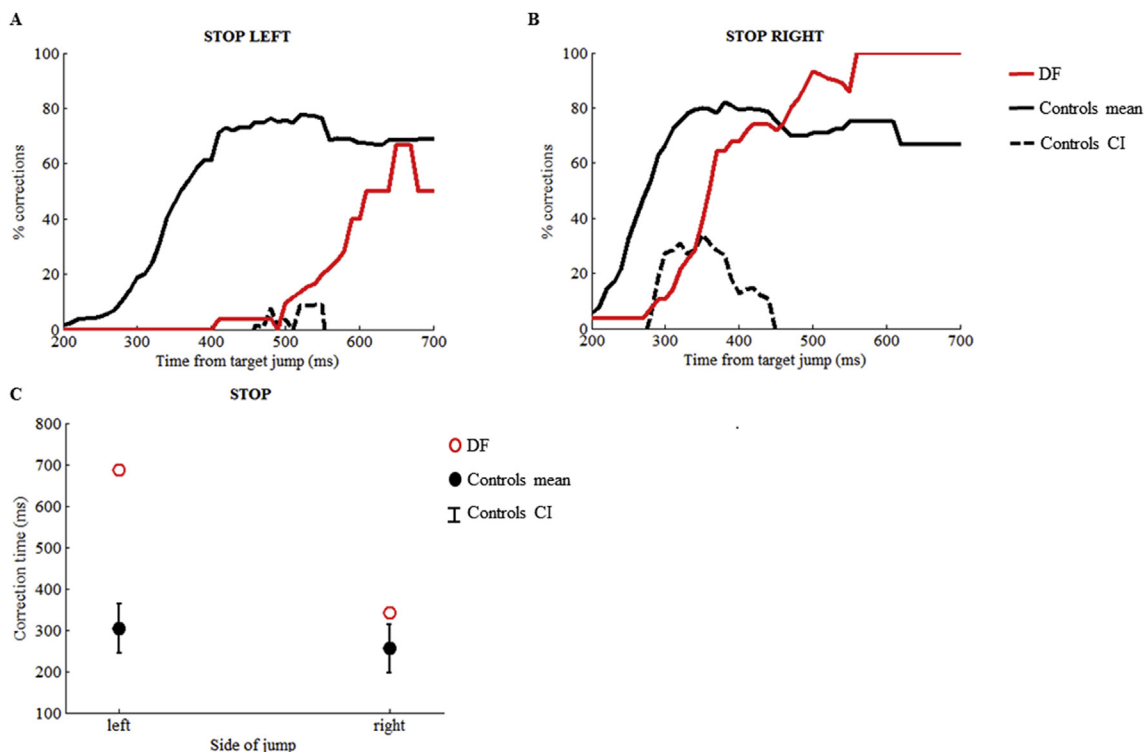 A
STOP LEFT
100
80
60
40
20
0
% corrections
200 300 400 500 600 700
Time from target jump (ms)
B
STOP RIGHT
100
80
60
40
20
0
% corrections
200 300 400 500 600 700
Time from target jump (ms)
DF
Controls mean
Controls CI
C
STOP
800
700
600
500
400
300
200
100
Correction time (ms)
left right
Side of jump
DF
Controls mean
Controls CI